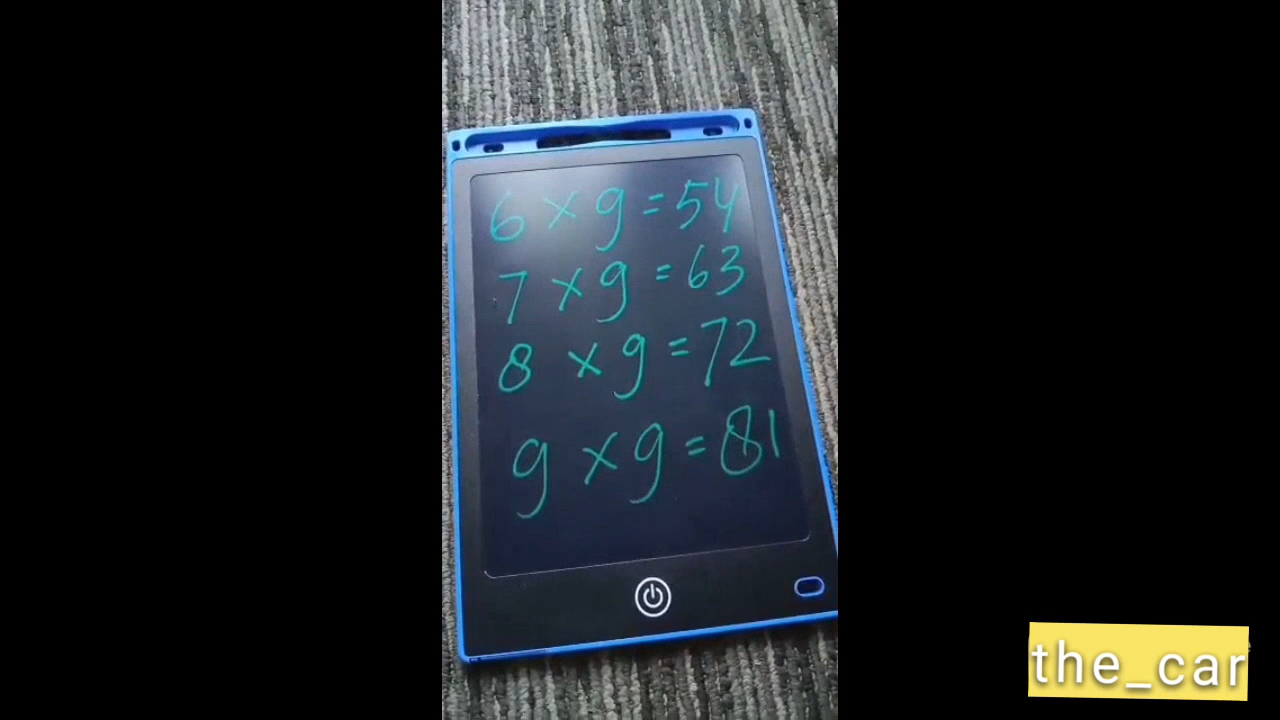 6 x 9 = 54
7 x 9 = 63
8 x 9 = 72
9 x 9 = 81
the_car